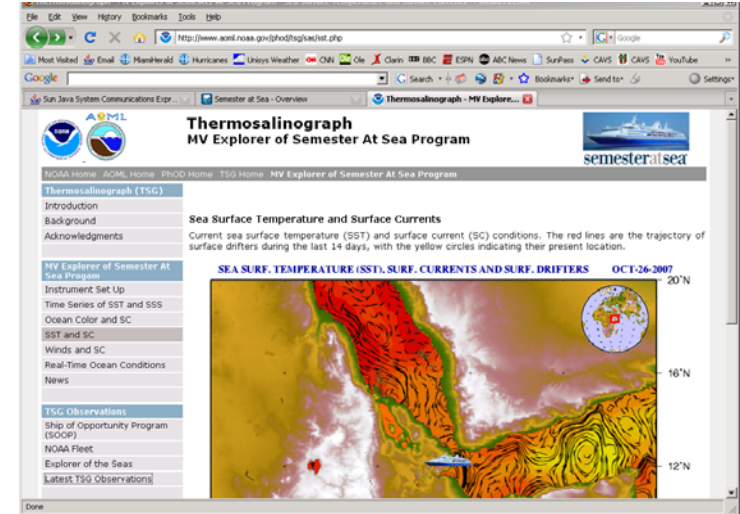 File Edit View History Bookmarks Tools Help
http://www.aoml.noaa.gov/phod/tsg/sas/sst.php
Google
Most Visited Email MiamiHerald Hurricanes Unisys Weather CNN Ole Clarin BBC ESPN ABC News SunPass CAVS CAVS YouTube
Google Search Bookmarks Send to Settings
Sun Java System Communications Expr... Semester at Sea - Overview Thermosalinograph - MV Explore...
AOML
Thermosalinograph
MV Explorer of Semester At Sea Program
semesteratsea
NOAA Home AOML Home PhOD Home TSG Home MV Explorer of Semester At Sea Program
Thermosalinograph (TSG)
Introduction
Background
Acknowledgments
MV Explorer of Semester At
Sea Progam
Instrument Set Up
Time Series of SST and SSS
Ocean Color and SC
SST and SC
Winds and SC
Real-Time Ocean Conditions
News
TSG Observations
Ship of Opportunity Program
(SOOP)
NOAA Fleet
Explorer of the Seas
Latest TSG Observations
Sea Surface Temperature and Surface Currents
Current sea surface temperature (SST) and surface current (SC) conditions. The red lines are the trajectory of
surface drifters during the last 14 days, with the yellow circles indicating their present location.
SEA SURF. TEMPERATURE (SST), SURF. CURRENTS AND SURF. DRIFTERS OCT-26-2007
20°N
16°N
12°N
Done